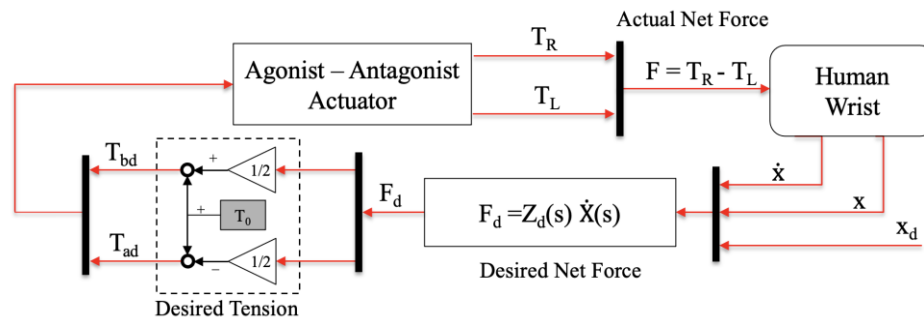 Actual Net Force
T_R
Agonist – Antagonist
Actuator
T_L
F = T_R - T_L
Human
Wrist
T_bd
+
1/2
ẋ
F_d
F_d =Z_d(s) Ẋ(s)
x
+
T_0
x_d
T_ad
−
1/2
Desired Net Force
Desired Tension